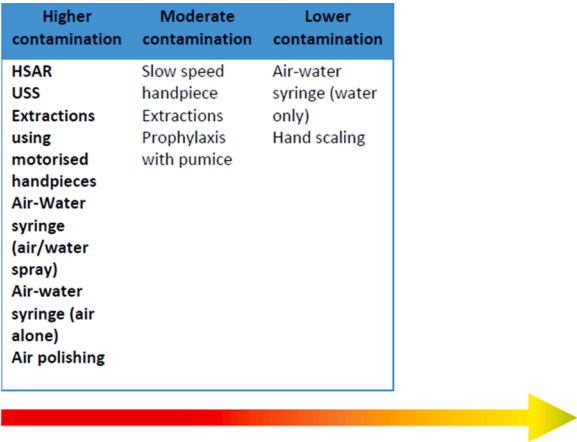 Higher contamination
Moderate contamination
Lower contamination
HSAR
USS
Extractions
using
motorised
handpieces
Air-Water
syringe
(air/water
spray)
Air-water
syringe (air
alone)
Air polishing
Slow speed
handpiece
Extractions
Prophylaxis
with pumice
Air-water
syringe (water
only)
Hand scaling